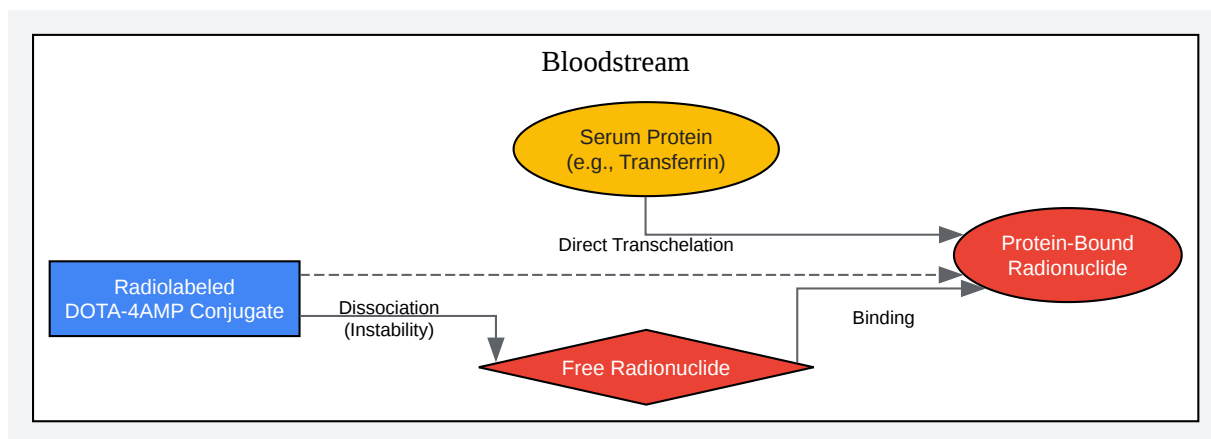 Bloodstream
Serum Protein
(e.g., Transferrin)
Direct Transchelation
Protein-Bound
Radionuclide
Radiolabeled
DOTA-4AMP Conjugate
Dissociation
(Instability)
Binding
Free Radionuclide